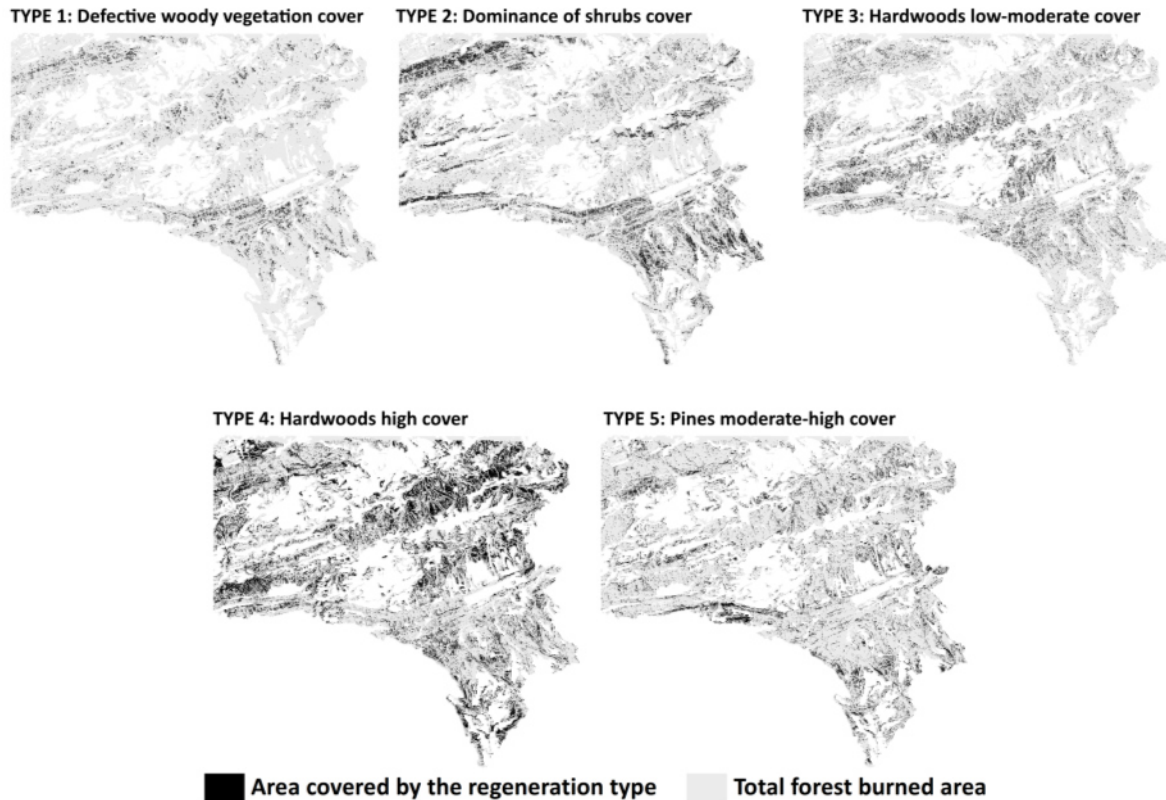 TYPE 1: Defective woody vegetation cover
TYPE 2: Dominance of shrubs cover
TYPE 3: Hardwoods low-moderate cover
TYPE 4: Hardwoods high cover
TYPE 5: Pines moderate-high cover
Area covered by the regeneration type
Total forest burned area